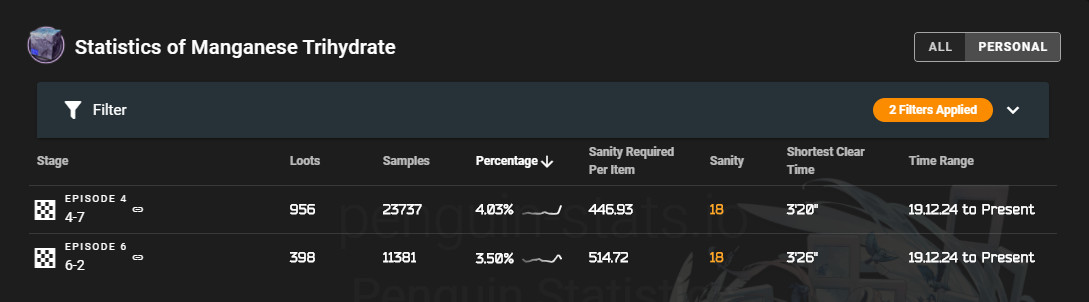 Statistics of Manganese Trihydrate
ALL PERSONAL
Filter
2 Filters Applied
Stage Loots Samples Percentage Sanity Required Per Item Sanity Shortest Clear Time Time Range
EPISODE 4
4-7 956 23737 4.03% 446.93 18 3'20" 19.12.24 to Present
EPISODE 6
6-2 398 11381 3.50% 514.72 18 3'26" 19.12.24 to Present
penguin-stats.io
Penguin Statistics